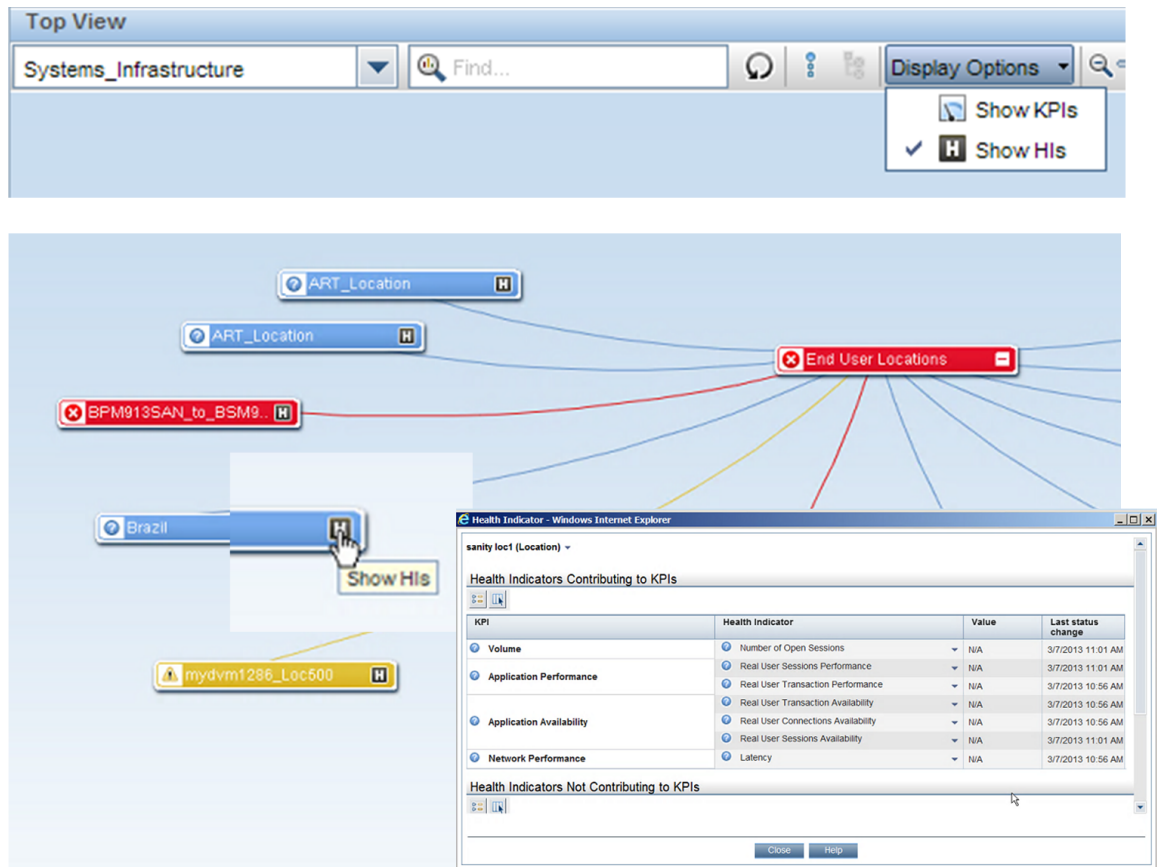 Top View
Systems_Infrastructure
Find...
Display Options
Show KPIs
Show HIs
ART_Location
ART_Location
End User Locations
BPM913SAN_to_BSM9..
Brazil
Show HIs
mydvm1286_Loc500
Health Indicator - Windows Internet Explorer
sanity loc1 (Location)
Health Indicators Contributing to KPIs
KPI Health Indicator Value Last status change
Volume Number of Open Sessions N/A 3/7/2013 11:01 AM
Application Performance Real User Sessions Performance N/A 3/7/2013 11:01 AM
Real User Transaction Performance N/A 3/7/2013 10:56 AM
Application Availability Real User Transaction Availability N/A 3/7/2013 10:56 AM
Real User Connections Availability N/A 3/7/2013 10:56 AM
Real User Sessions Availability N/A 3/7/2013 11:01 AM
Network Performance Latency N/A 3/7/2013 10:56 AM
Health Indicators Not Contributing to KPIs
Close Help